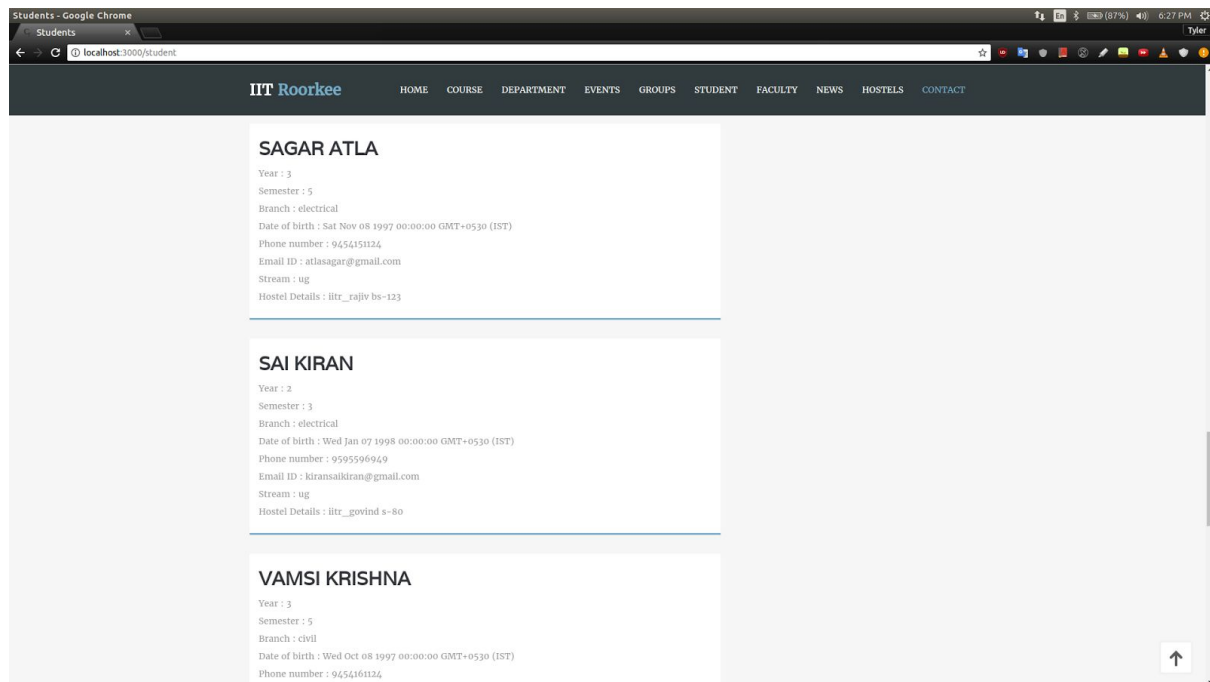 Students - Google Chrome
En (87%) 6:27 PM
Students ×
Tyler
localhost:3000/student
IIT Roorkee HOME COURSE DEPARTMENT EVENTS GROUPS STUDENT FACULTY NEWS HOSTELS CONTACT
SAGAR ATLA
Year : 3
Semester : 5
Branch : electrical
Date of birth : Sat Nov 08 1997 00:00:00 GMT+0530 (IST)
Phone number : 9454151124
Email ID : atlasagar@gmail.com
Stream : ug
Hostel Details : iitr_rajiv bs-123
SAI KIRAN
Year : 2
Semester : 3
Branch : electrical
Date of birth : Wed Jan 07 1998 00:00:00 GMT+0530 (IST)
Phone number : 9595596949
Email ID : kiransaikiran@gmail.com
Stream : ug
Hostel Details : iitr_govind s-80
VAMSI KRISHNA
Year : 3
Semester : 5
Branch : civil
Date of birth : Wed Oct 08 1997 00:00:00 GMT+0530 (IST)
Phone number : 9454161124